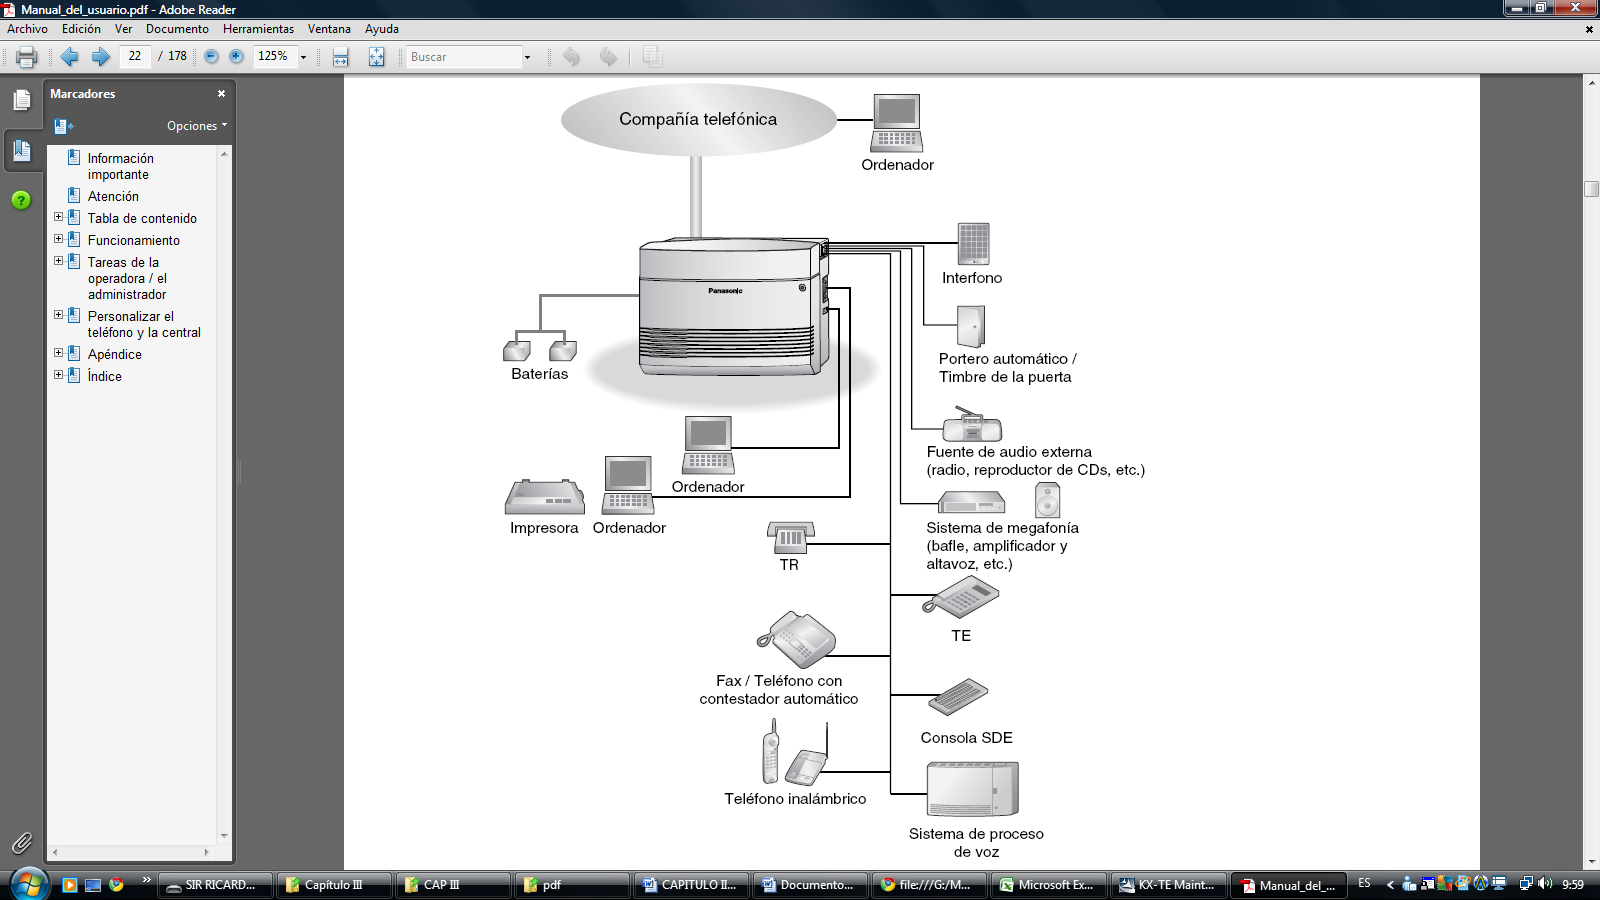 Manual_del_usuario.pdf - Adobe Reader
Archivo Edición Ver Documento Herramientas Ventana Ayuda
22 / 178 125% Buscar
Marcadores
Opciones
Información
importante
Atención
Tabla de contenido
Funcionamiento
Tareas de la
operadora / el
administrador
Personalizar el
teléfono y la central
Apéndice
Índice
Compañía telefónica
Ordenador
Interfono
Panasonic
Portero automático /
Timbre de la puerta
Baterías
Fuente de audio externa
(radio, reproductor de CDs, etc.)
Ordenador
Impresora
Ordenador
Sistema de megafonía
(bafle, amplificador y
altavoz, etc.)
TR
TE
Fax / Teléfono con
contestador automático
Consola SDE
Teléfono inalámbrico
Sistema de proceso
de voz
SIR RICARD... Capítulo III CAP III pdf CAPITULO II... Documento... file:///G:/M... Microsoft Ex... KX-TE Maint... Manual_del_... ES 9:59